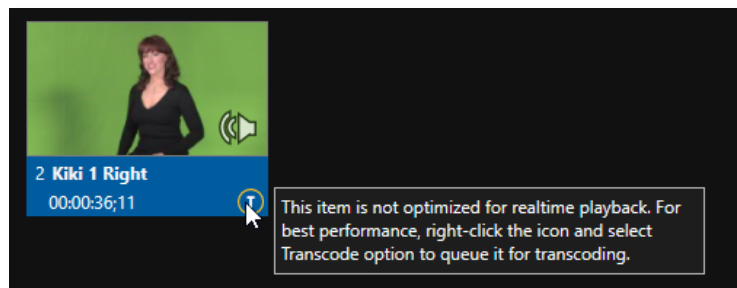 2 Kiki 1 Right
00:00:36;11
T
This item is not optimized for realtime playback. For
best performance, right-click the icon and select
Transcode option to queue it for transcoding.